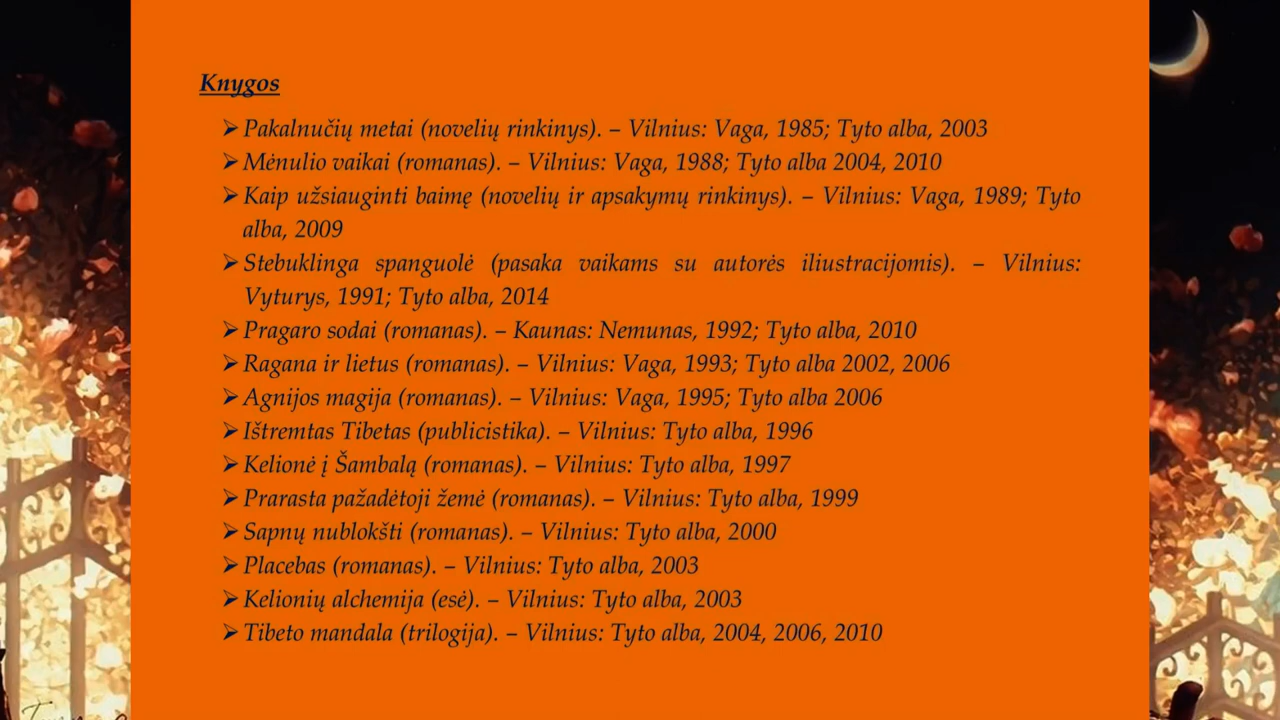 Knygos
➢ Pakalnučių metai (novelių rinkinys). – Vilnius: Vaga, 1985; Tyto alba, 2003
➢ Mėnulio vaikai (romanas). – Vilnius: Vaga, 1988; Tyto alba 2004, 2010
➢ Kaip užsiauginti baimę (novelių ir apsakymų rinkinys). – Vilnius: Vaga, 1989; Tyto
alba, 2009
➢ Stebuklinga spanguolė (pasaka vaikams su autorės iliustracijomis). – Vilnius:
Vyturys, 1991; Tyto alba, 2014
➢ Pragaro sodai (romanas). – Kaunas: Nemunas, 1992; Tyto alba, 2010
➢ Ragana ir lietus (romanas). – Vilnius: Vaga, 1993; Tyto alba 2002, 2006
➢ Agnijos magija (romanas). – Vilnius: Vaga, 1995; Tyto alba 2006
➢ Ištremtas Tibetas (publicistika). – Vilnius: Tyto alba, 1996
➢ Kelionė į Šambalą (romanas). – Vilnius: Tyto alba, 1997
➢ Prarasta pažadėtoji žemė (romanas). – Vilnius: Tyto alba, 1999
➢ Sapnų nublokšti (romanas). – Vilnius: Tyto alba, 2000
➢ Placebas (romanas). – Vilnius: Tyto alba, 2003
➢ Kelionių alchemija (esė). – Vilnius: Tyto alba, 2003
➢ Tibeto mandala (trilogija). – Vilnius: Tyto alba, 2004, 2006, 2010